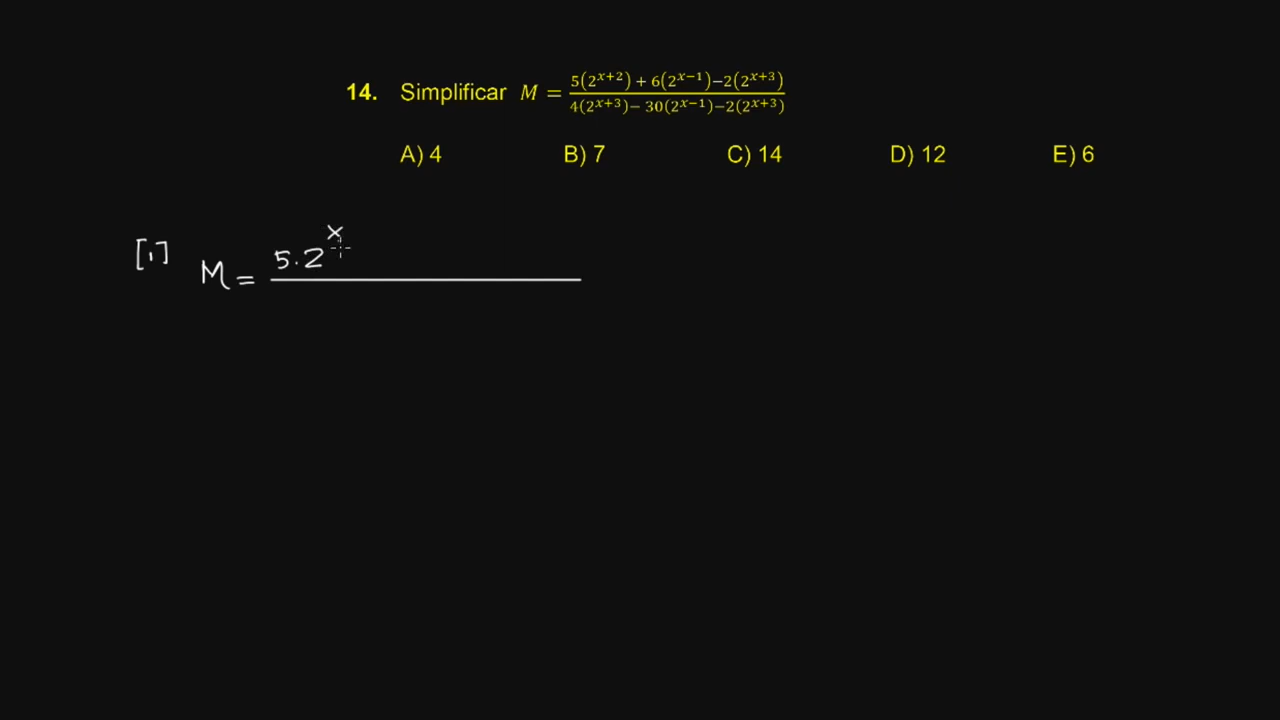 14. Simplificar M = \frac{5(2^{x+2})+6(2^{x-1})-2(2^{x+3})}{4(2^{x+3})-30(2^{x-1})-2(2^{x+3})}
A) 4 B) 7 C) 14 D) 12 E) 6
[1] M = 5.2^x